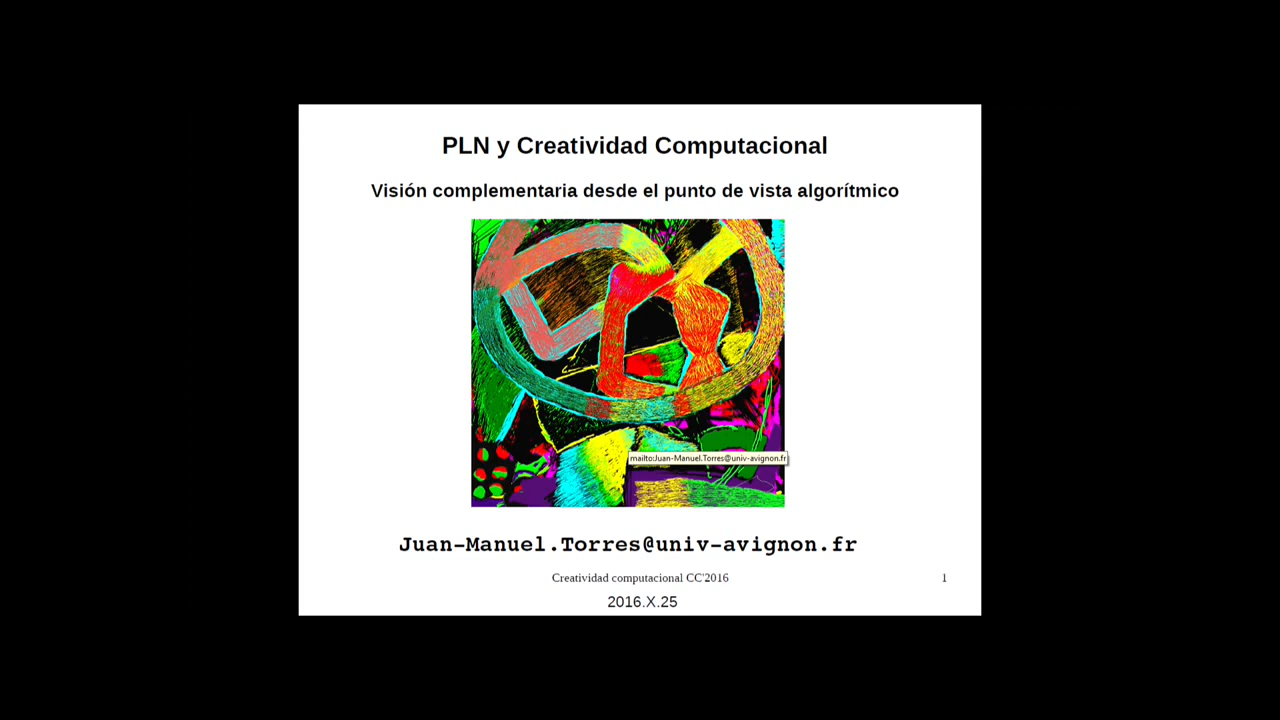 PLN y Creatividad Computacional
Visión complementaria desde el punto de vista algorítmico
mailto:Juan-Manuel.Torres@univ-avignon.fr
Juan-Manuel.Torres@univ-avignon.fr
Creatividad computacional CC'2016
1
2016.X.25